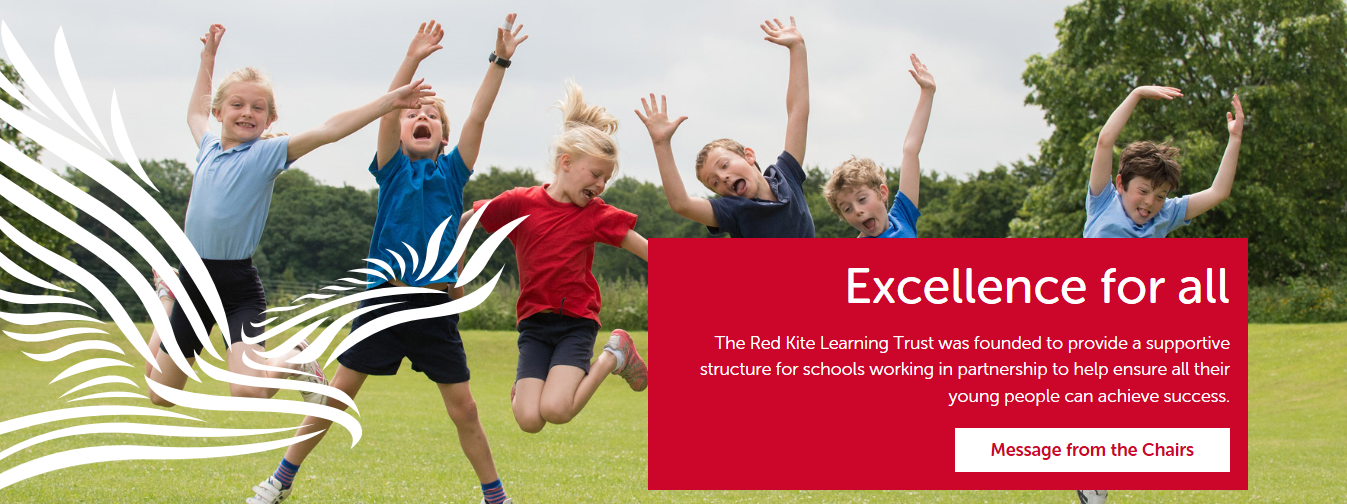 Excellence for all
The Red Kite Learning Trust was founded to provide a supportive
structure for schools working in partnership to help ensure all their
young people can achieve success.
Message from the Chairs